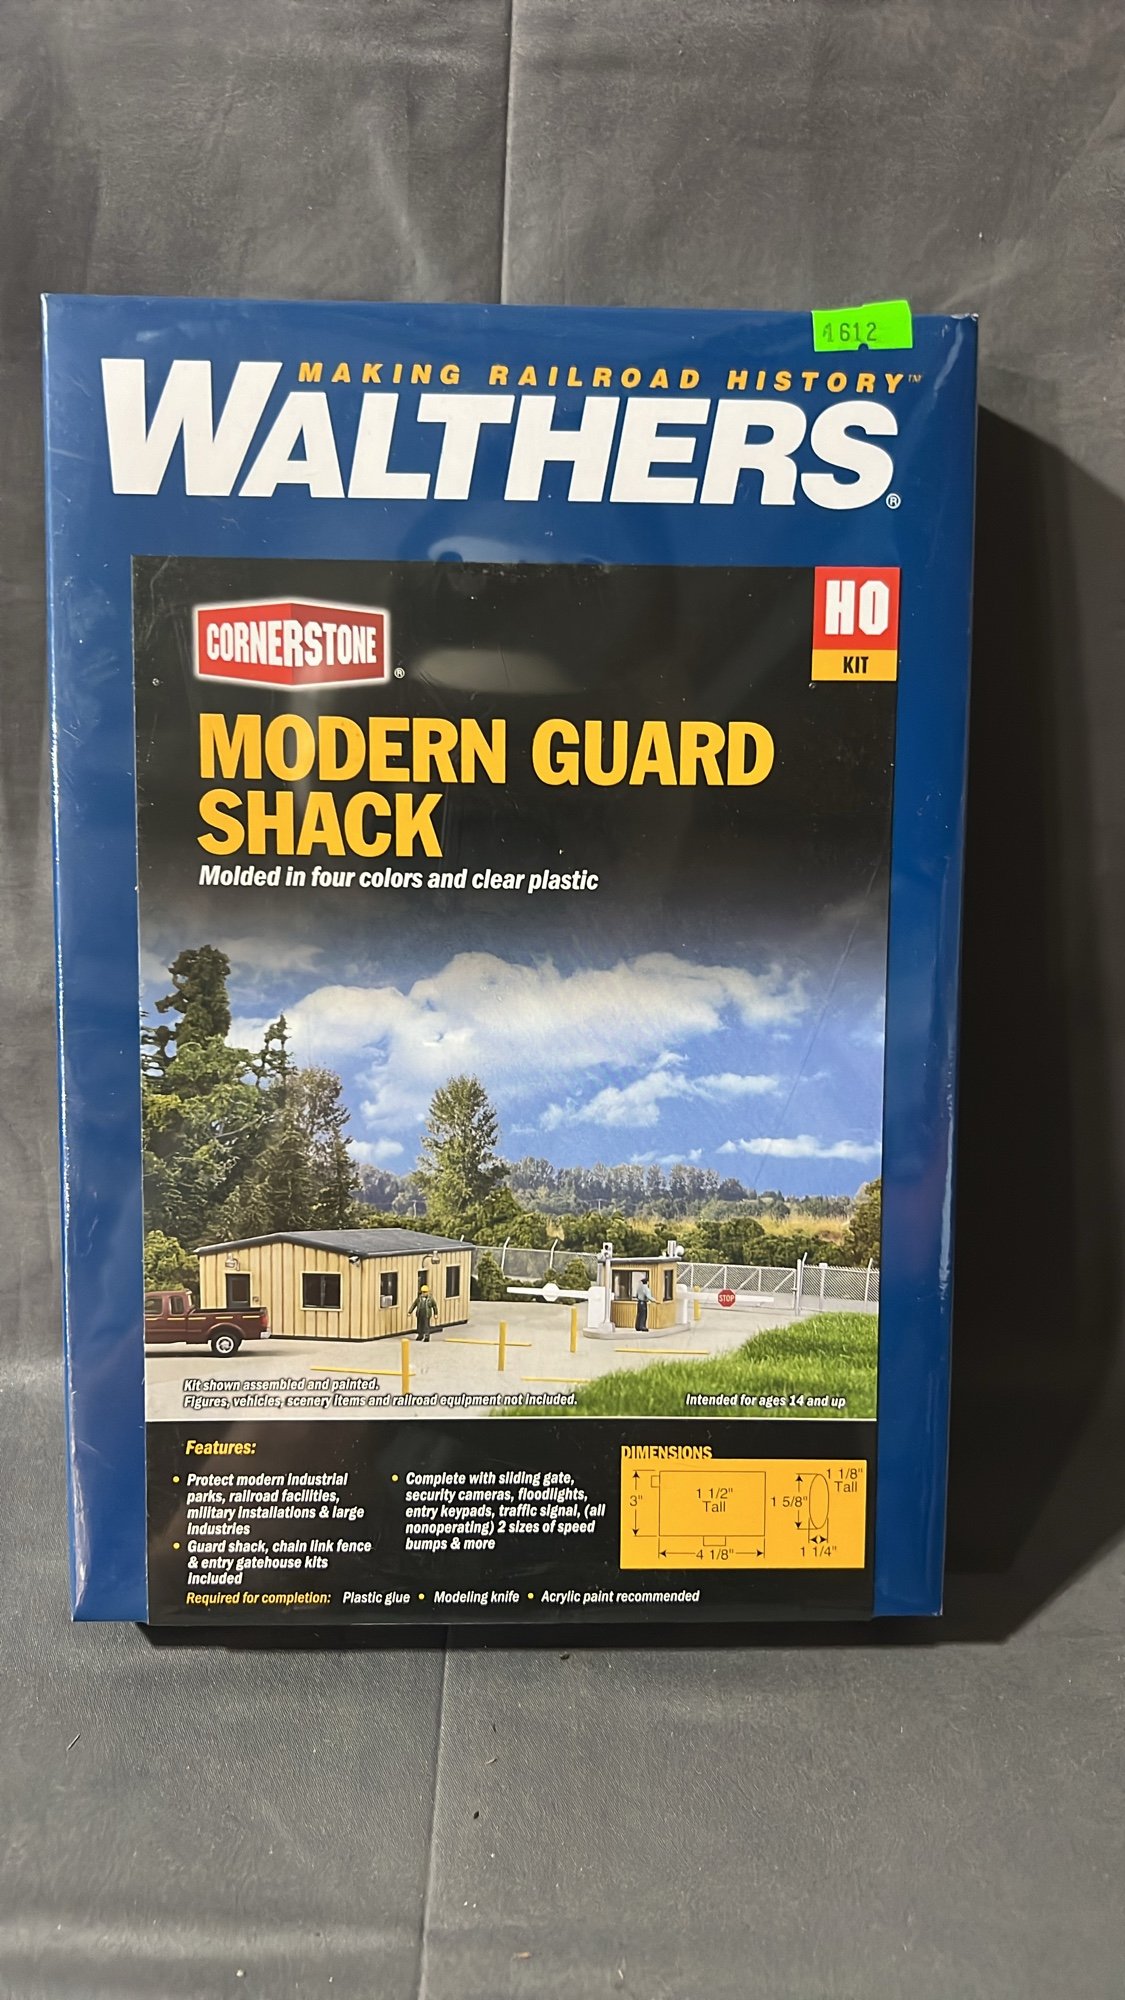 1612
MAKING RAILROAD HISTORY™
WALTHERS®
CORNERSTONE®
HO
KIT
MODERN GUARD
SHACK
Molded in four colors and clear plastic
STOP
Kit shown assembled and painted.
Figures, vehicles, scenery items and railroad equipment not included.
Intended for ages 14 and up
Features:
• Protect modern industrial
parks, railroad facilities,
military installations & large
industries
• Guard shack, chain link fence
& entry gatehouse kits
included
• Complete with sliding gate,
security cameras, floodlights,
entry keypads, traffic signal, (all
nonoperating) 2 sizes of speed
bumps & more
DIMENSIONS
3"
1 1/2"
Tall
4 1/8"
1 5/8"
1 1/8"
Tall
1 1/4"
Required for completion: Plastic glue • Modeling knife • Acrylic paint recommended